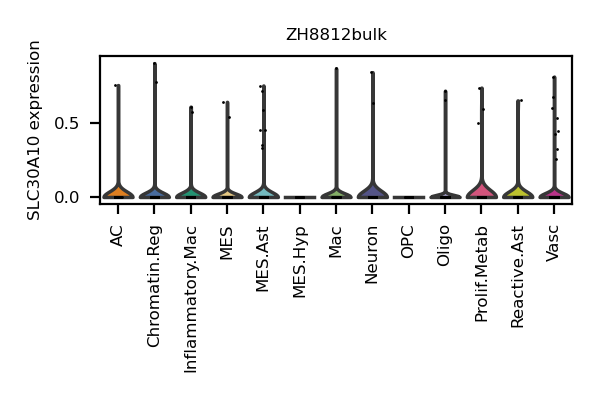 ZH8812bulk
SLC30A10 expression
0.5
0.0
AC
Chromatin.Reg
Inflammatory.Mac
MES
MES.Ast
MES.Hyp
Mac
Neuron
OPC
Oligo
Prolif.Metab
Reactive.Ast
Vasc